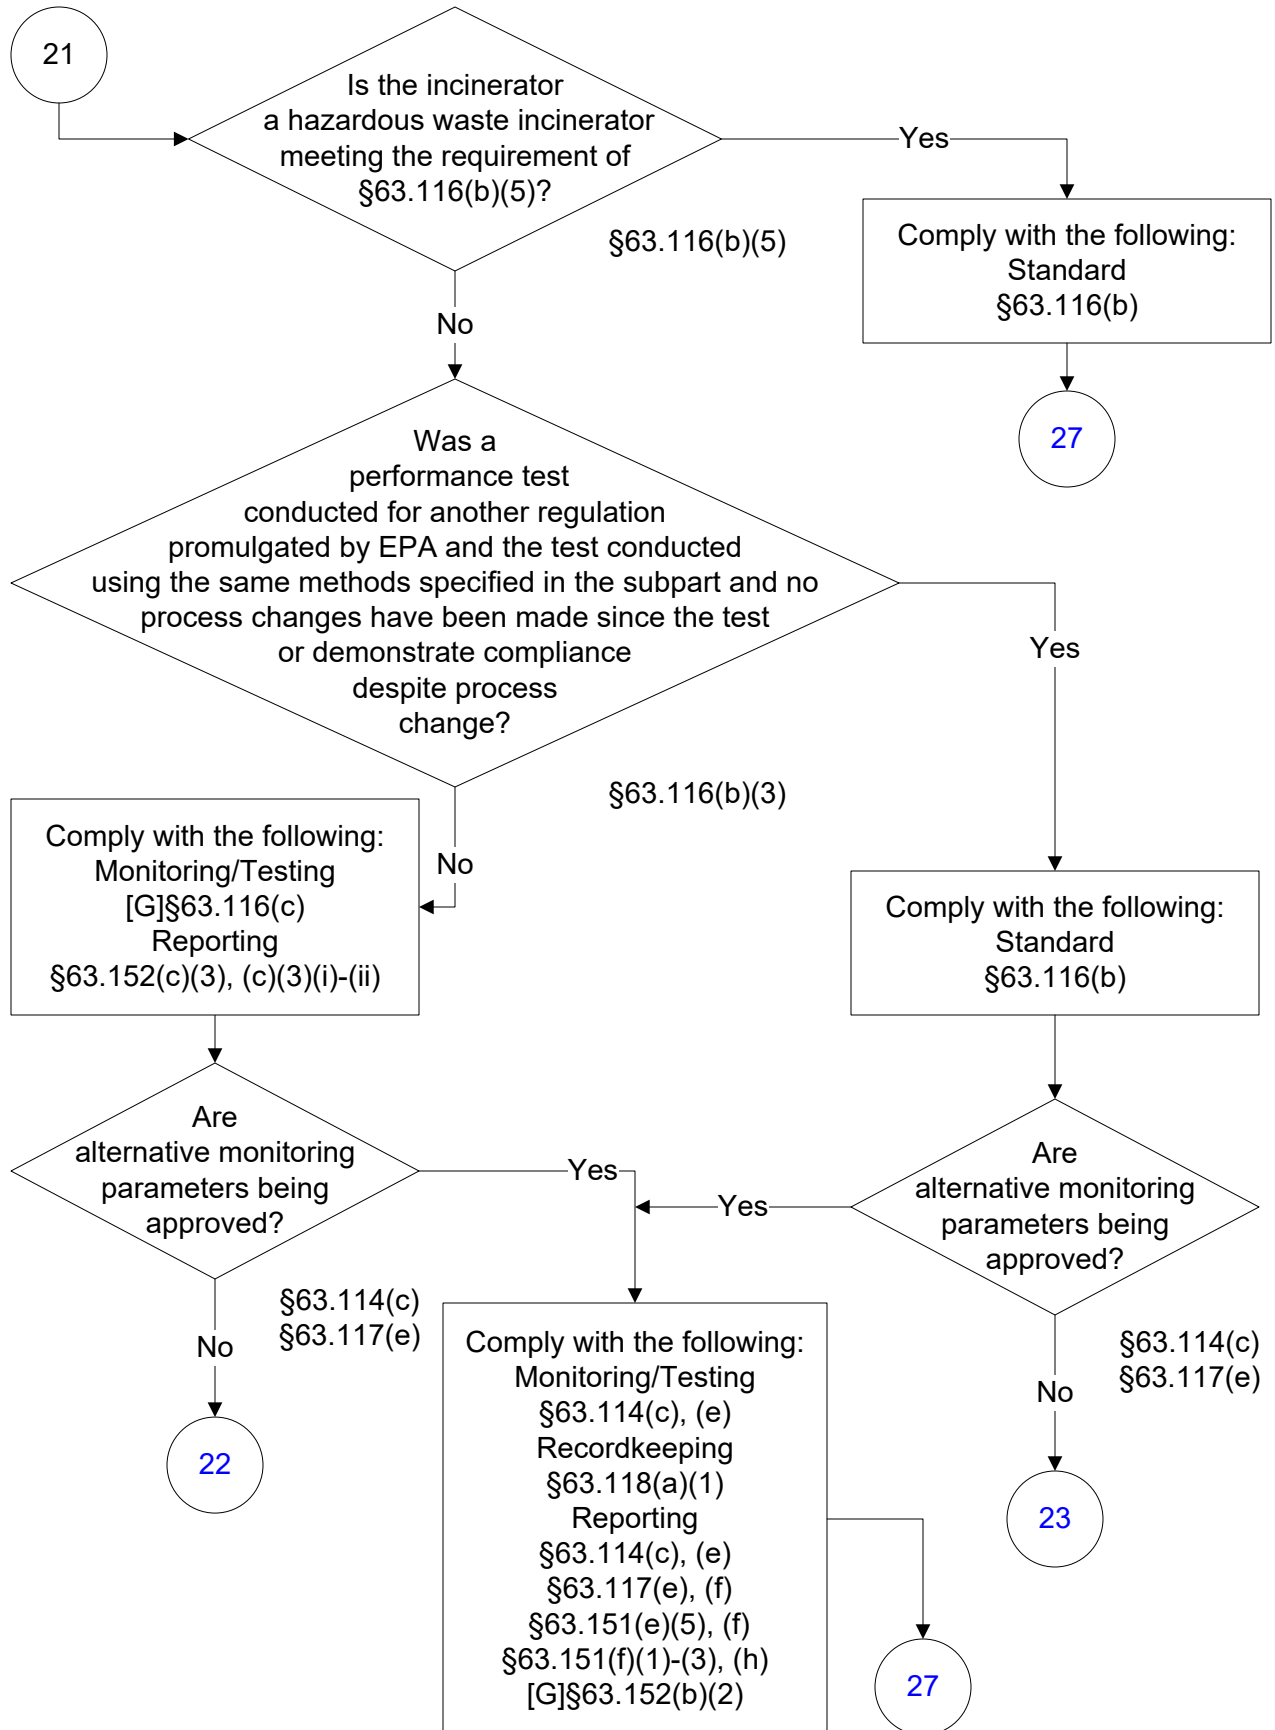 21
Is the incinerator
a hazardous waste incinerator
meeting the requirement of
§63.116(b)(5)?
Yes
§63.116(b)(5)
Comply with the following:
Standard
§63.116(b)
No
27
Was a
performance test
conducted for another regulation
promulgated by EPA and the test conducted
using the same methods specified in the subpart and no
process changes have been made since the test
or demonstrate compliance
despite process
change?
Yes
§63.116(b)(3)
No
Comply with the following:
Monitoring/Testing
[G]§63.116(c)
Reporting
§63.152(c)(3), (c)(3)(i)-(ii)
Comply with the following:
Standard
§63.116(b)
Are
alternative monitoring
parameters being
approved?
Yes
Yes
Are
alternative monitoring
parameters being
approved?
§63.114(c)
§63.117(e)
No
22
§63.114(c)
§63.117(e)
No
23
Comply with the following:
Monitoring/Testing
§63.114(c), (e)
Recordkeeping
§63.118(a)(1)
Reporting
§63.114(c), (e)
§63.117(e), (f)
§63.151(e)(5), (f)
§63.151(f)(1)-(3), (h)
[G]§63.152(b)(2)
27